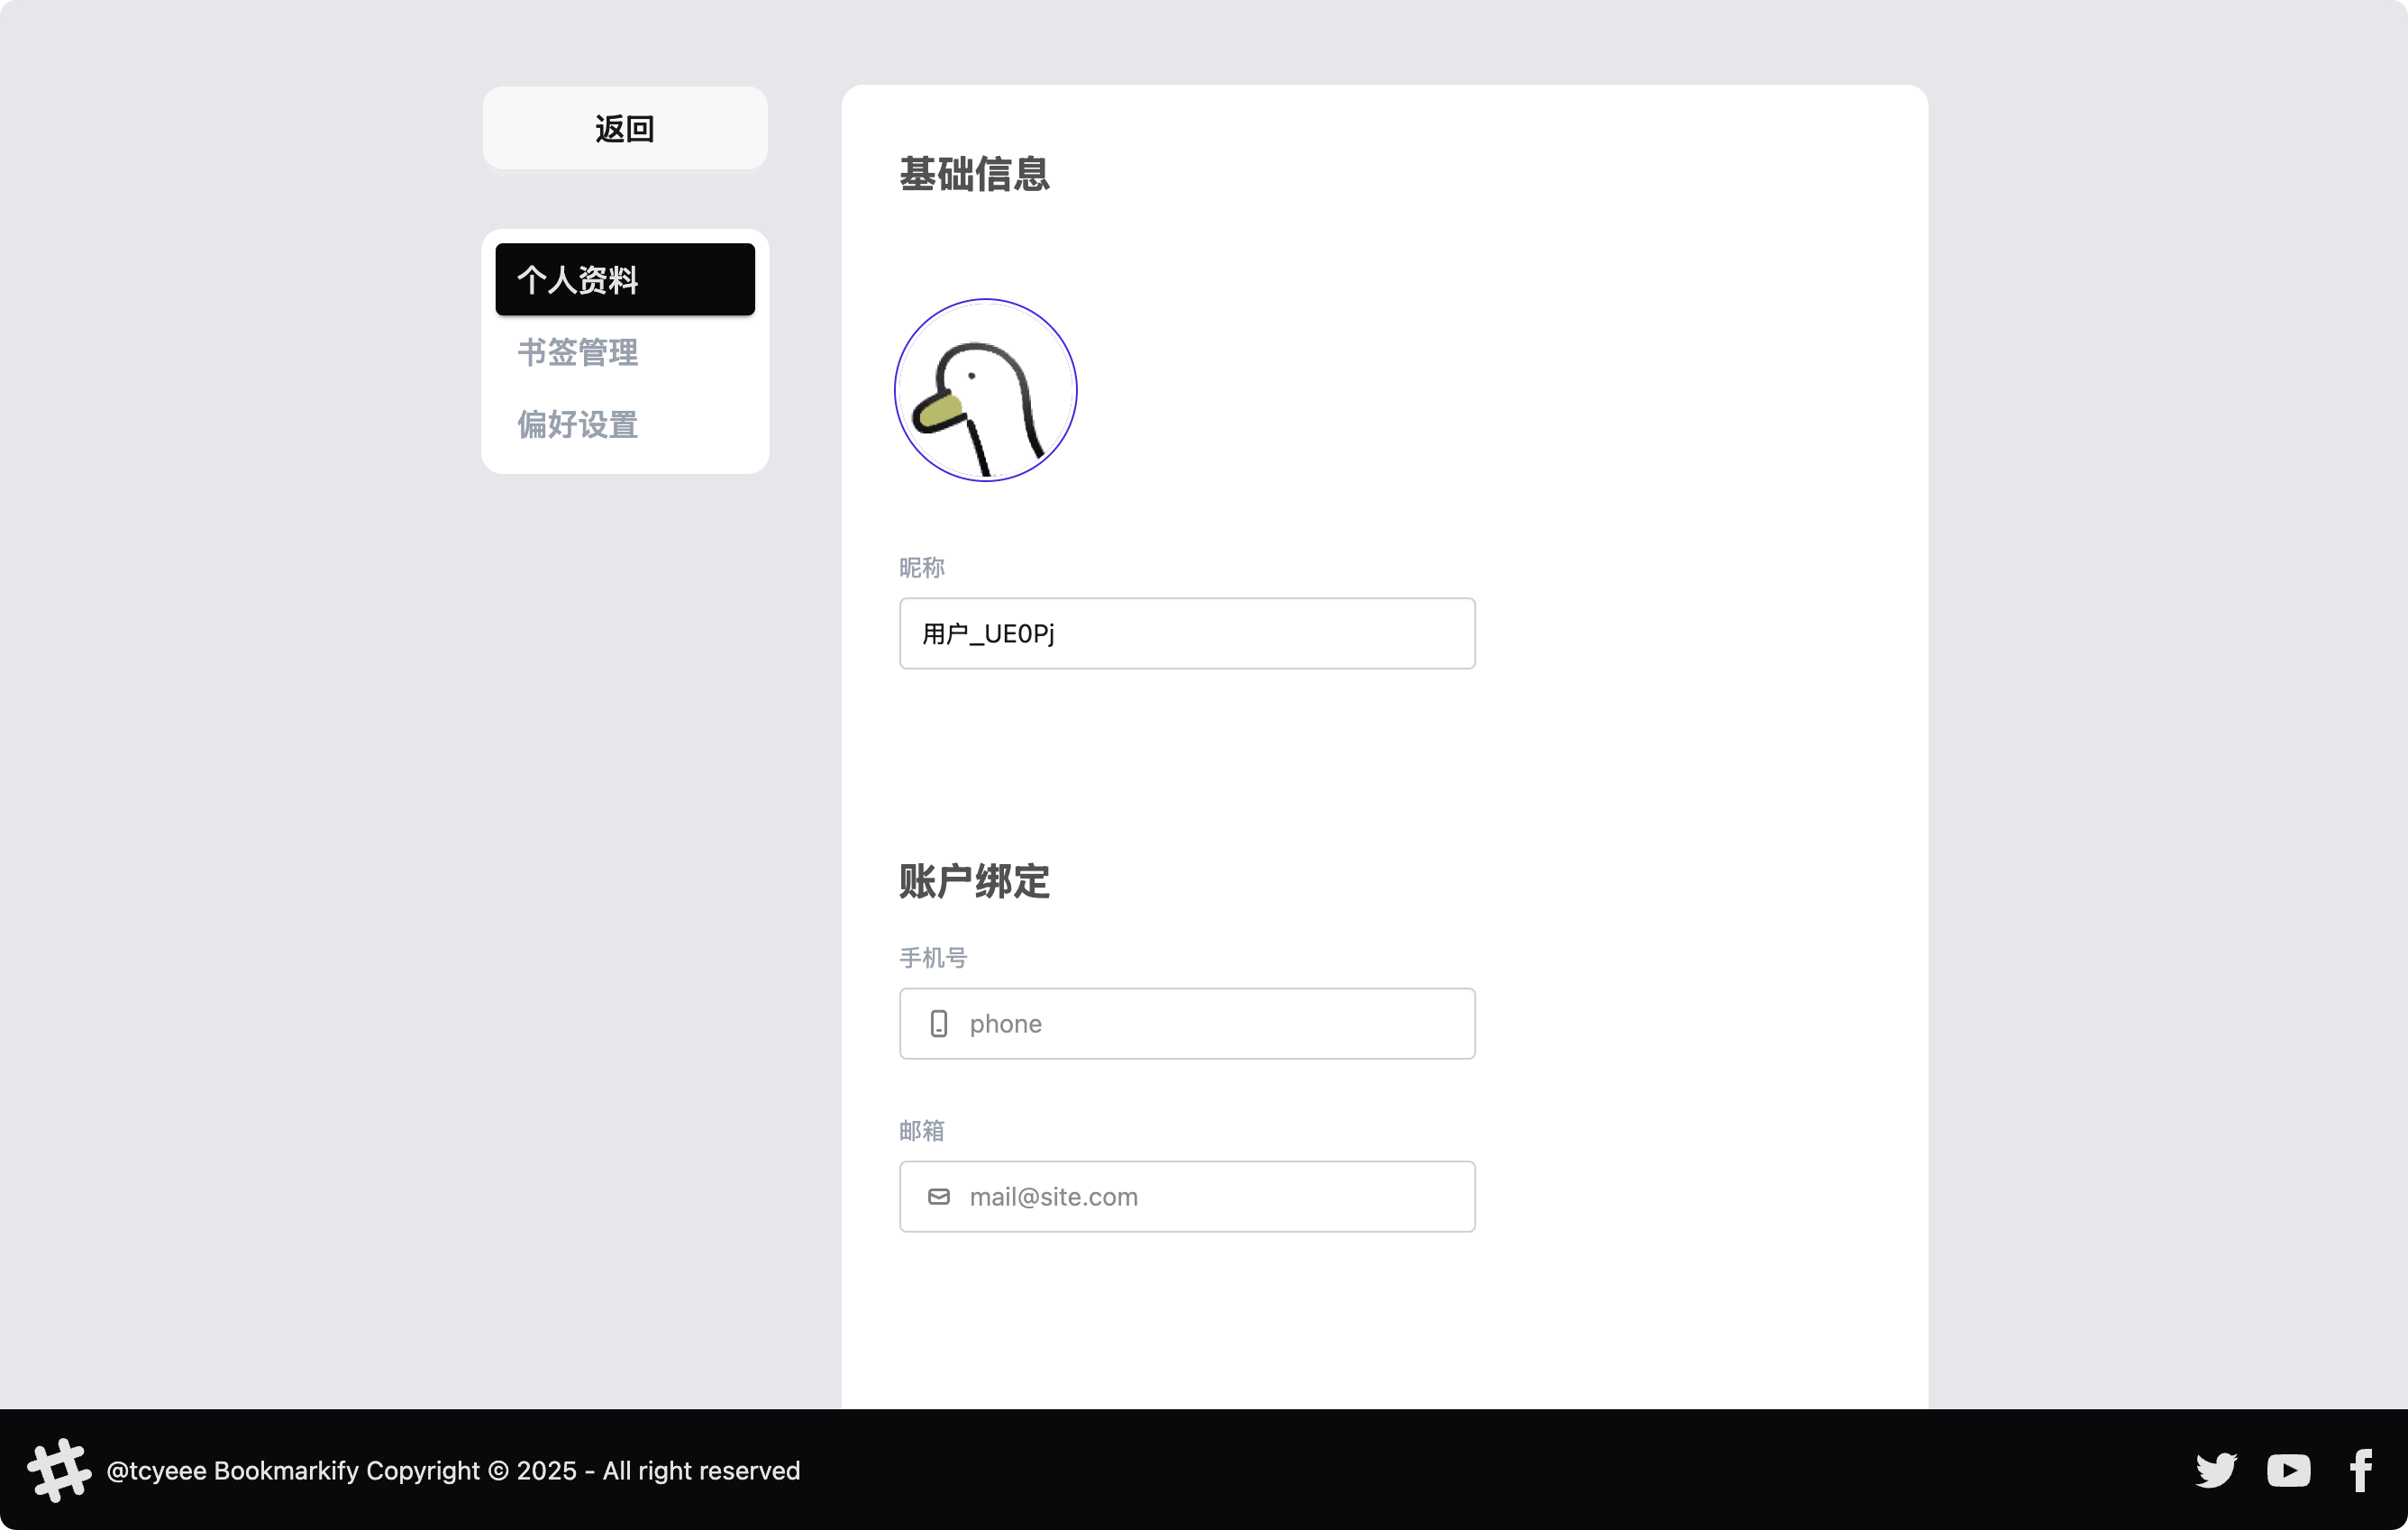 返回
个人资料
书签管理
偏好设置
基础信息
昵称
用户_UE0Pj
账户绑定
手机号
phone
邮箱
mail@site.com
@tcyeee Bookmarkify Copyright © 2025 - All right reserved